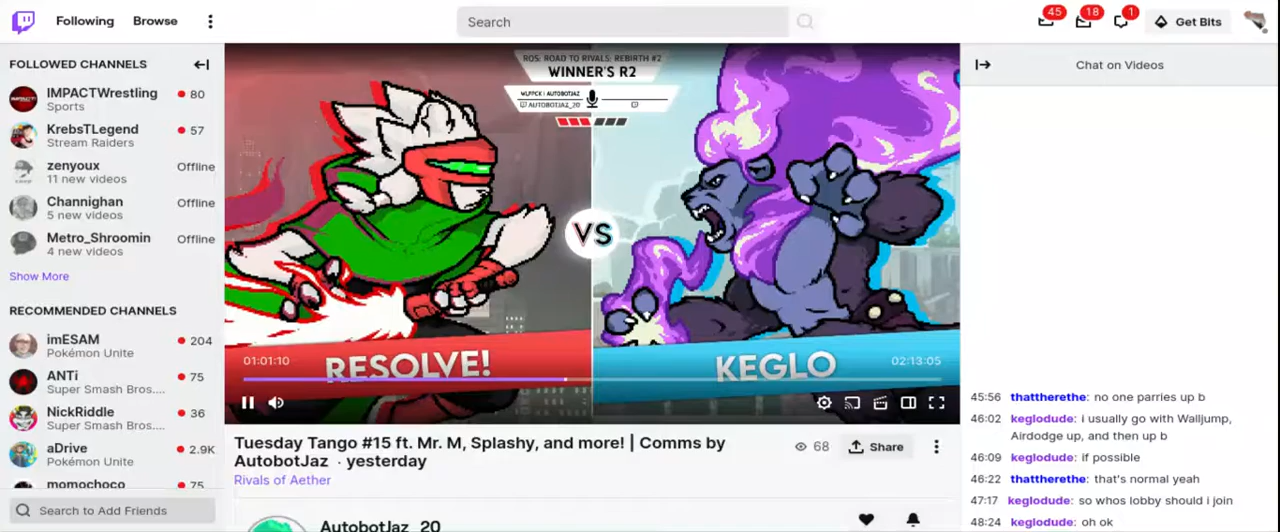 Following
Browse
Search
45
18
1
Get Bits
FOLLOWED CHANNELS
IMPACTWrestling
80
Sports
KrebsTLegend
57
Stream Raiders
zenyoux
Offline
11 new videos
Channighan
Offline
5 new videos
Metro_Shroomin
Offline
4 new videos
Show More
RECOMMENDED CHANNELS
imESAM
204
Pokémon Unite
ANTi
75
Super Smash Bros....
NickRiddle
36
Super Smash Bros....
aDrive
2.9K
Pokémon Unite
momochoco
75
Search to Add Friends
ROS: ROAD TO RIVALS: REBIRTH #2
WINNER'S R2
WLFPCK | AUTOBOTJAZ
AUTOBOTJAZ_20
VS
01:01:10
RESOLVE!
KEGLO
02:13:05
Tuesday Tango #15 ft. Mr. M, Splashy, and more! | Comms by
AutobotJaz · yesterday
68
Share
Rivals of Aether
AutobotJaz_20
Chat on Videos
45:56 thattherethe: no one parries up b
46:02 keglodude: i usually go with Walljump,
Airdodge up, and then up b
46:09 keglodude: if possible
46:22 thattherethe: that's normal yeah
47:17 keglodude: so whos lobby should i join
48:24 keglodude: oh ok